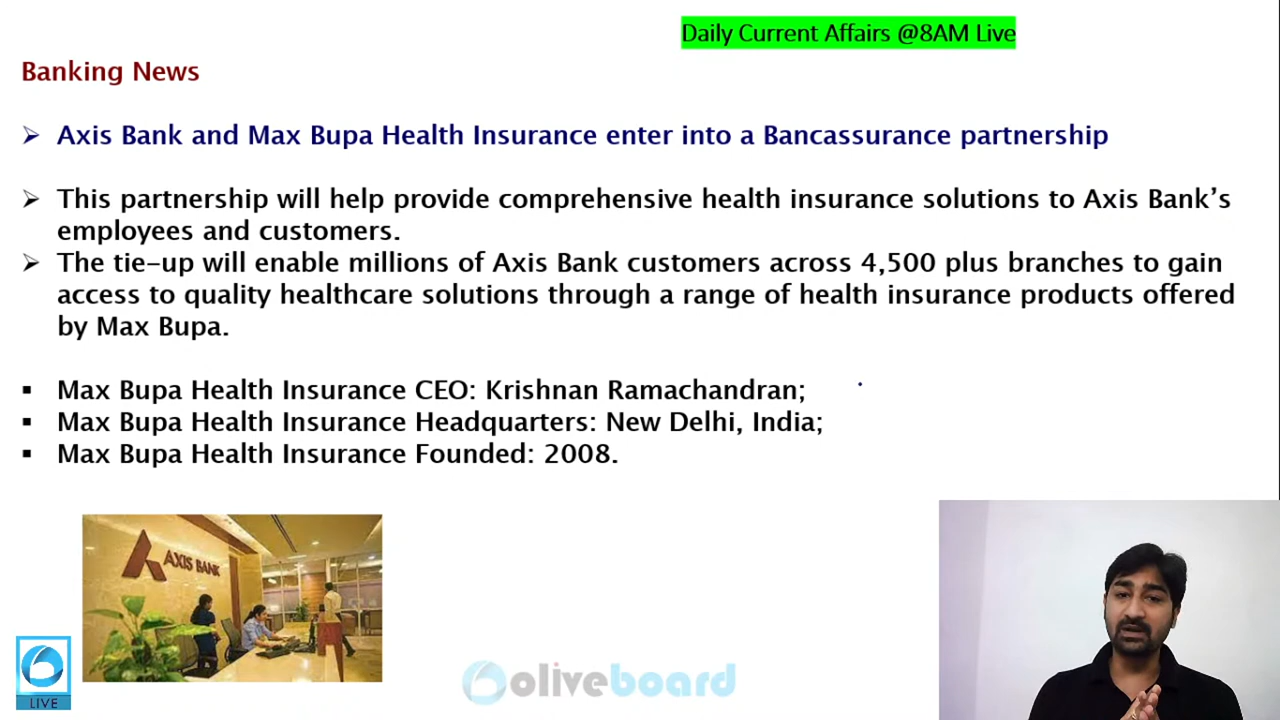 Daily Current Affairs @8AM Live
Banking News
➢ Axis Bank and Max Bupa Health Insurance enter into a Bancassurance partnership
➢ This partnership will help provide comprehensive health insurance solutions to Axis Bank’s
employees and customers.
➢ The tie-up will enable millions of Axis Bank customers across 4,500 plus branches to gain
access to quality healthcare solutions through a range of health insurance products offered
by Max Bupa.
▪ Max Bupa Health Insurance CEO: Krishnan Ramachandran;
▪ Max Bupa Health Insurance Headquarters: New Delhi, India;
▪ Max Bupa Health Insurance Founded: 2008.
AXIS BANK
LIVE
oliveboard